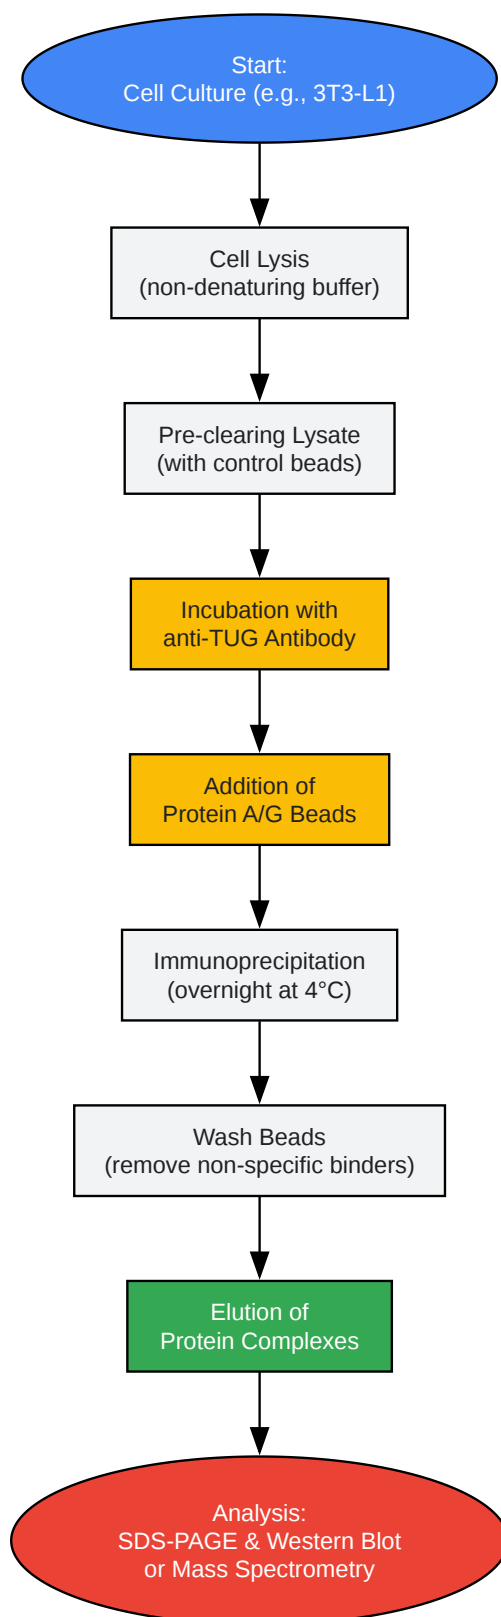 Start:
Cell Culture (e.g., 3T3-L1)
Cell Lysis
(non-denaturing buffer)
Pre-clearing Lysate
(with control beads)
Incubation with
anti-TUG Antibody
Addition of
Protein A/G Beads
Immunoprecipitation
(overnight at 4°C)
Wash Beads
(remove non-specific binders)
Elution of
Protein Complexes
Analysis:
SDS-PAGE & Western Blot
or Mass Spectrometry